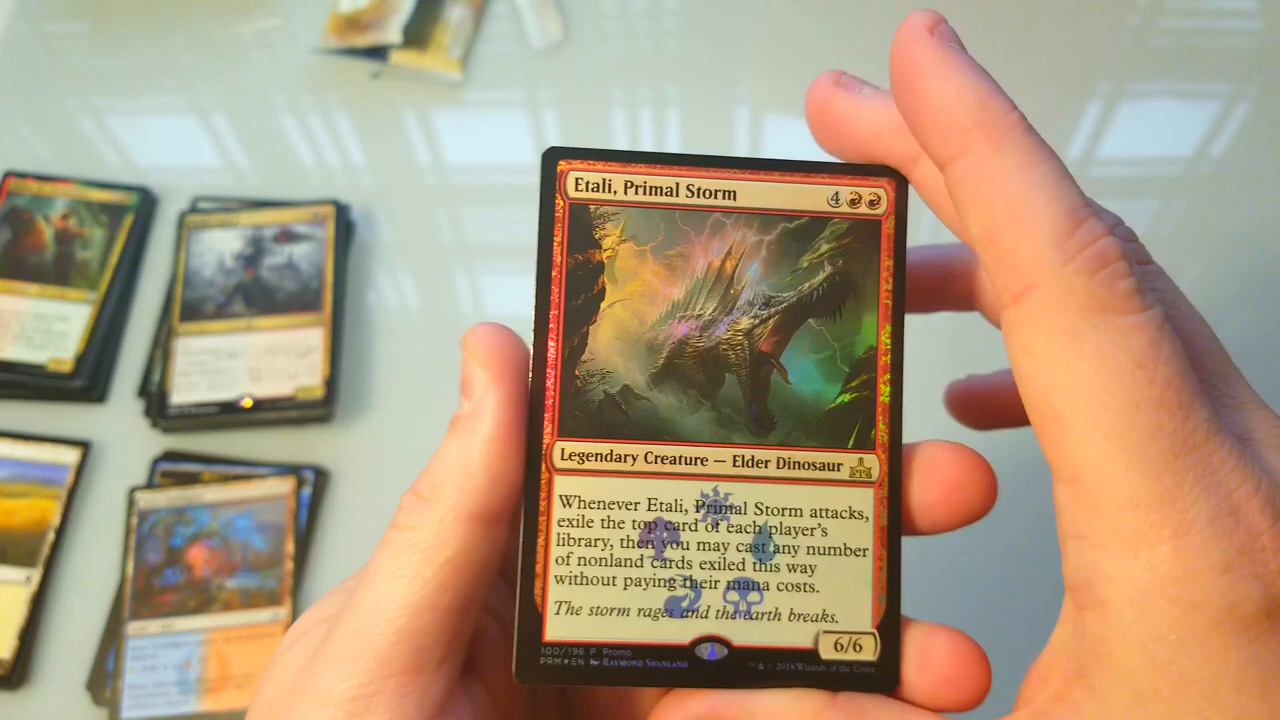 Etali, Primal Storm 4
Legendary Creature — Elder Dinosaur
Whenever Etali, Primal Storm attacks,
exile the top card of each player's
library, then you may cast any number
of nonland cards exiled this way
without paying their mana costs.
The storm rages and the earth breaks.
6/6
100/196 P Promo
PRM★EN Raymond Swanland
™ & © 2018 Wizards of the Coast